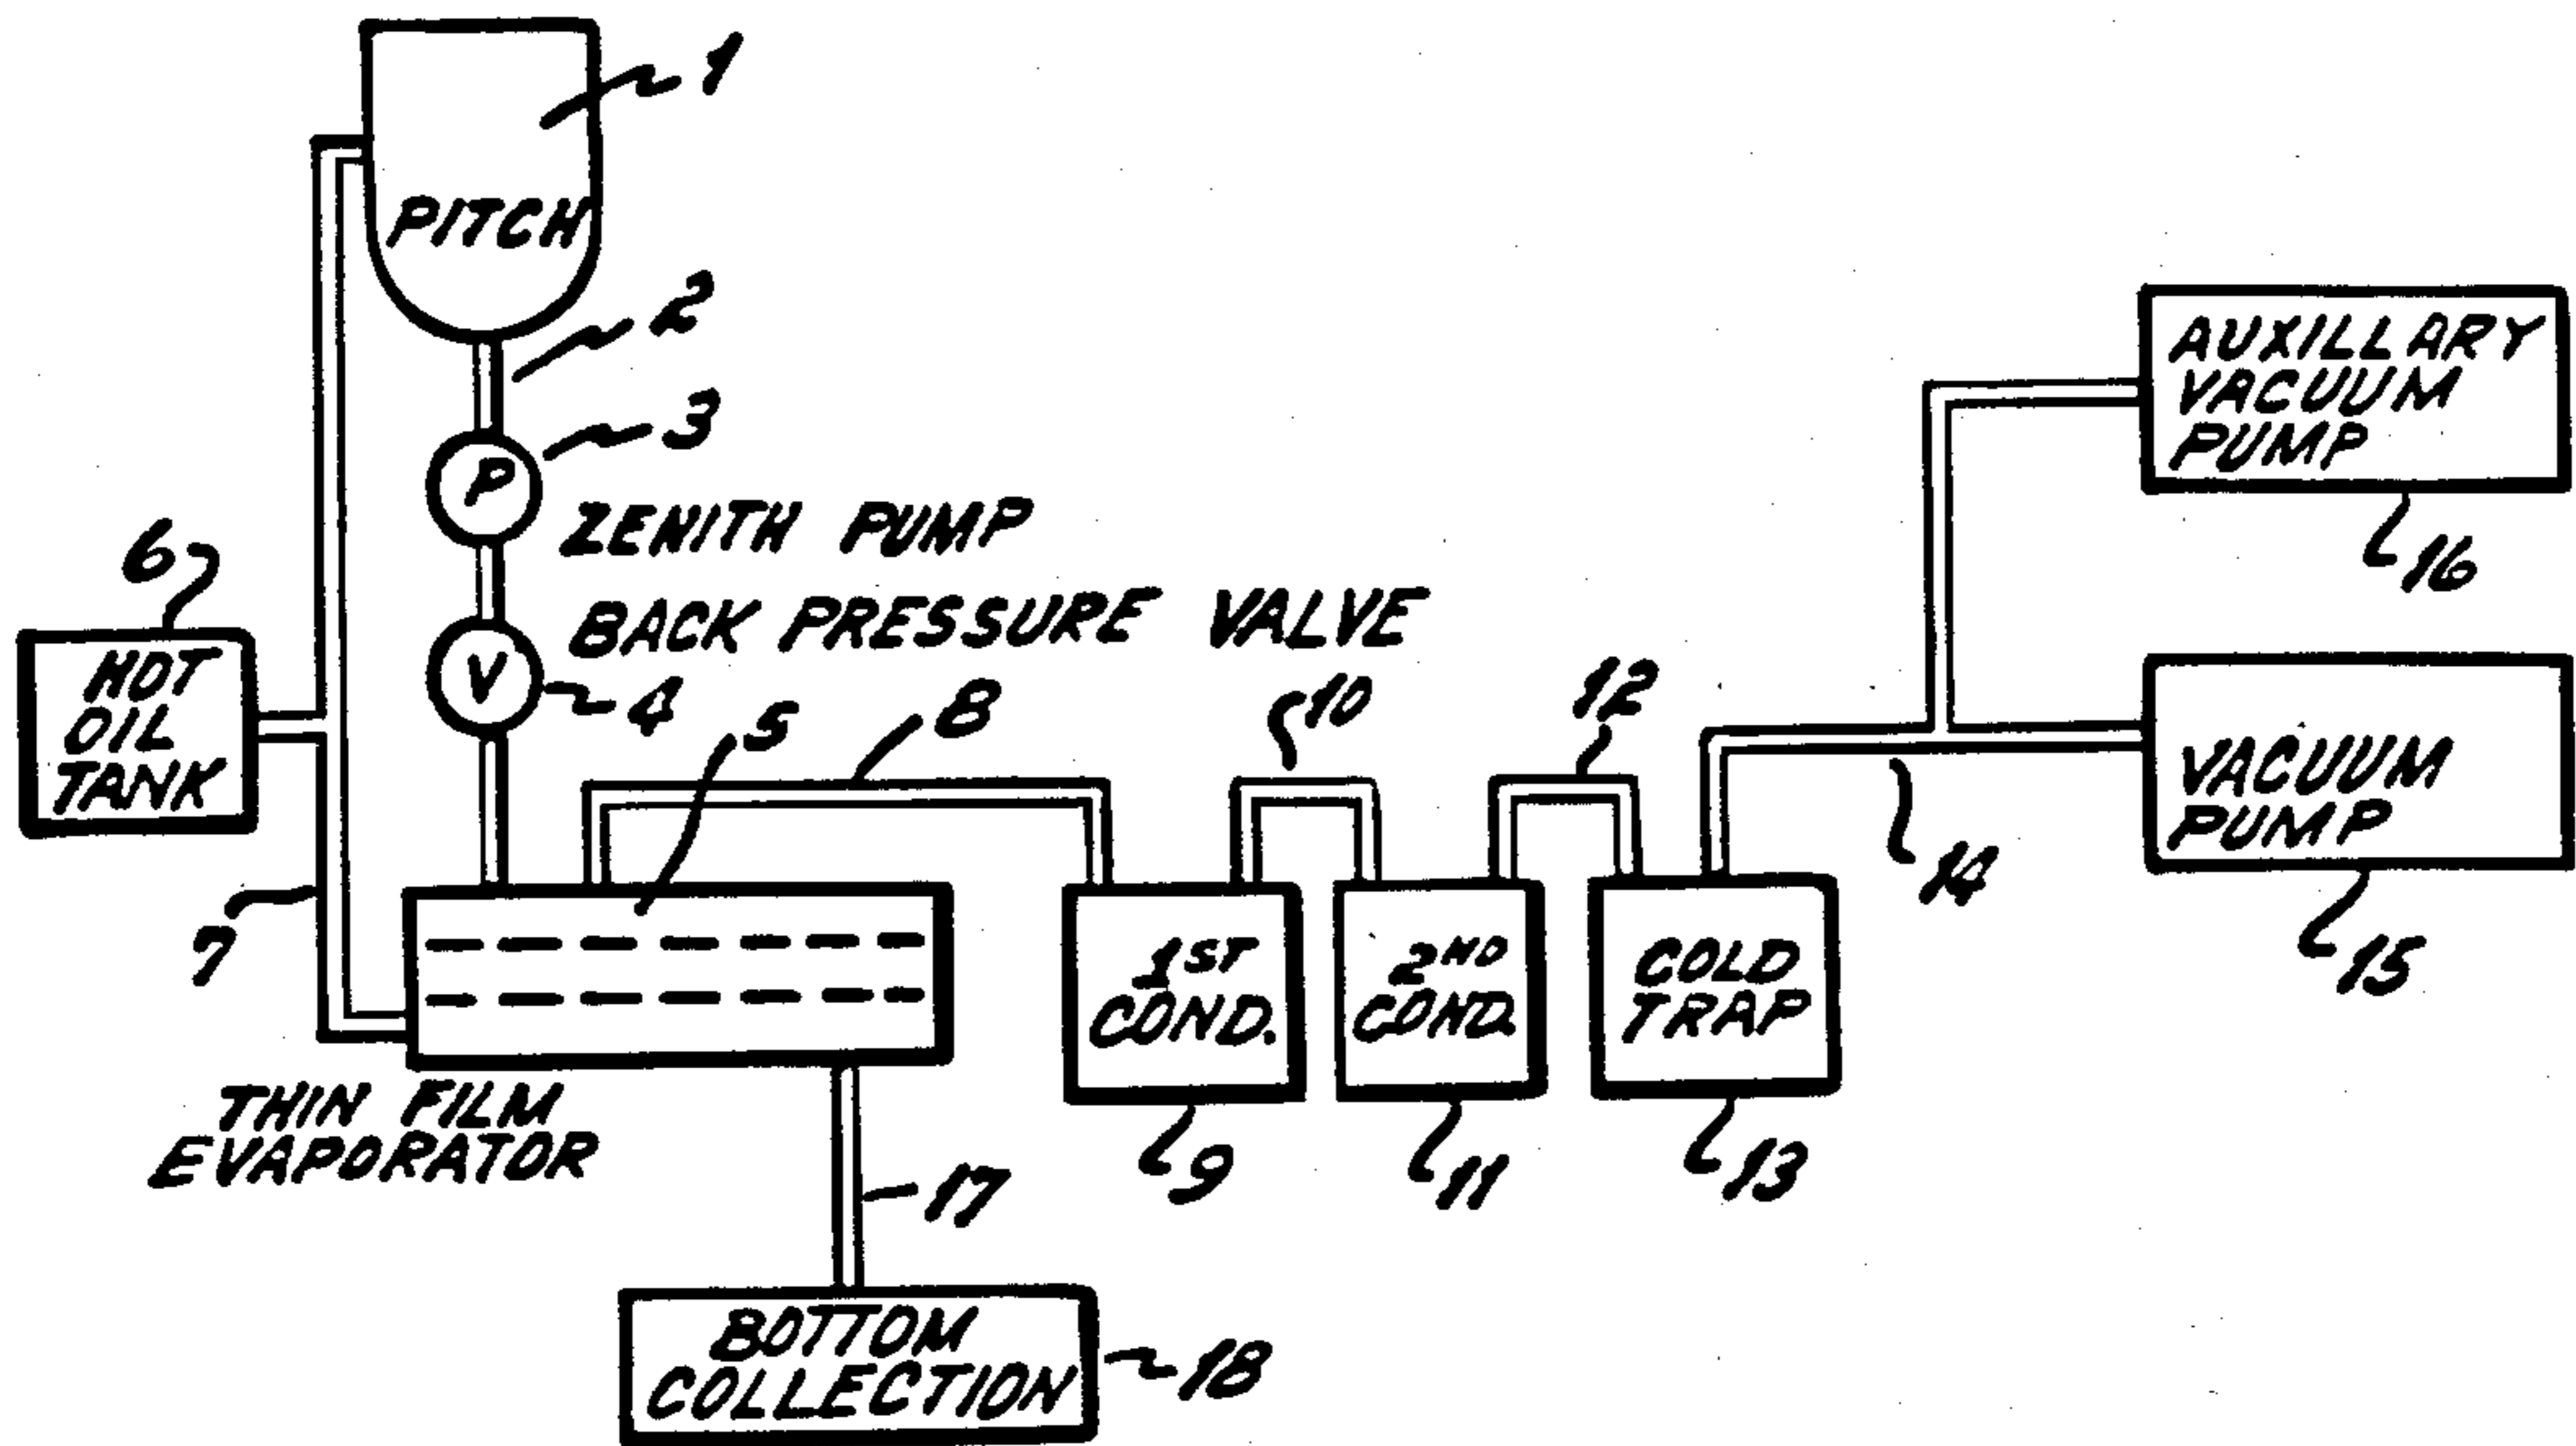 1
PITCH
2
3
P
ZENITH PUMP
6
BACK PRESSURE VALVE
V
4
HOT
OIL
TANK
5
8
10
12
14
AUXILLARY
VACUUM
PUMP
16
VACUUM
PUMP
15
7
1ST
COND.
9
2ND
COND.
11
COLD
TRAP
13
THIN FILM
EVAPORATOR
17
BOTTOM
COLLECTION
18